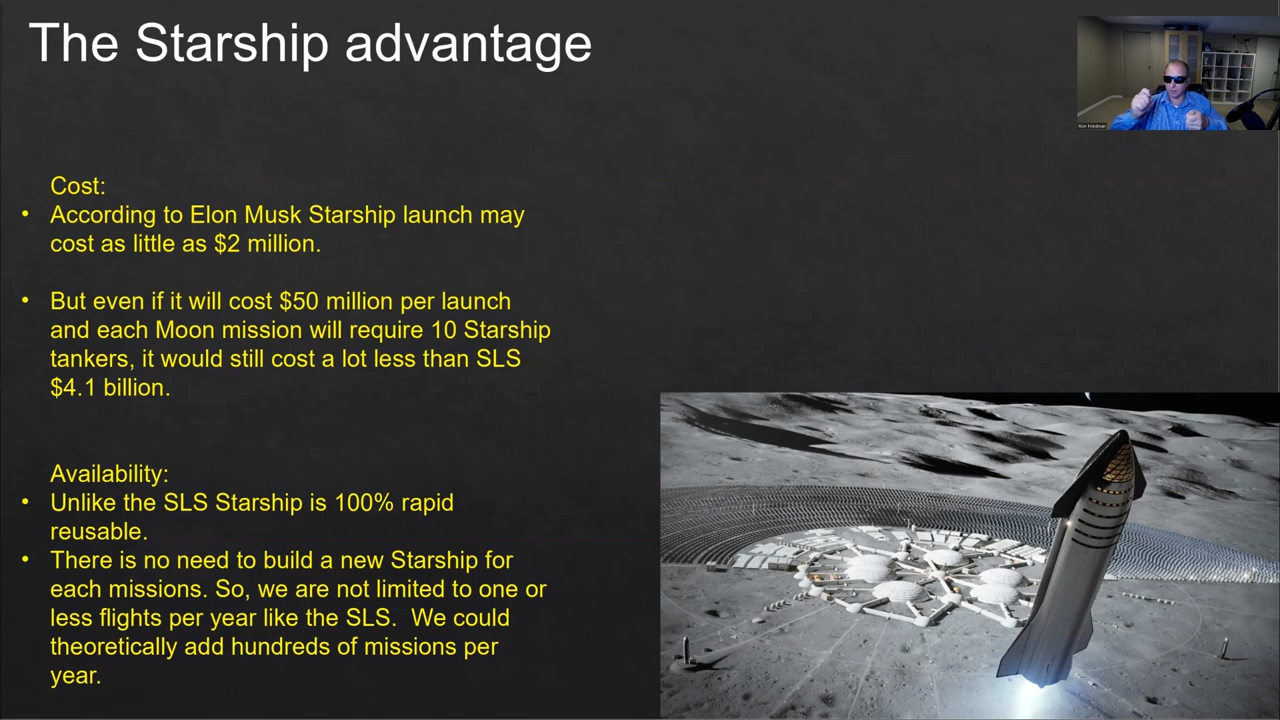 The Starship advantage
Ron Friedman
Cost:
• According to Elon Musk Starship launch may
cost as little as $2 million.
• But even if it will cost $50 million per launch
and each Moon mission will require 10 Starship
tankers, it would still cost a lot less than SLS
$4.1 billion.
Availability:
• Unlike the SLS Starship is 100% rapid
reusable.
• There is no need to build a new Starship for
each missions. So, we are not limited to one or
less flights per year like the SLS.  We could
theoretically add hundreds of missions per
year.